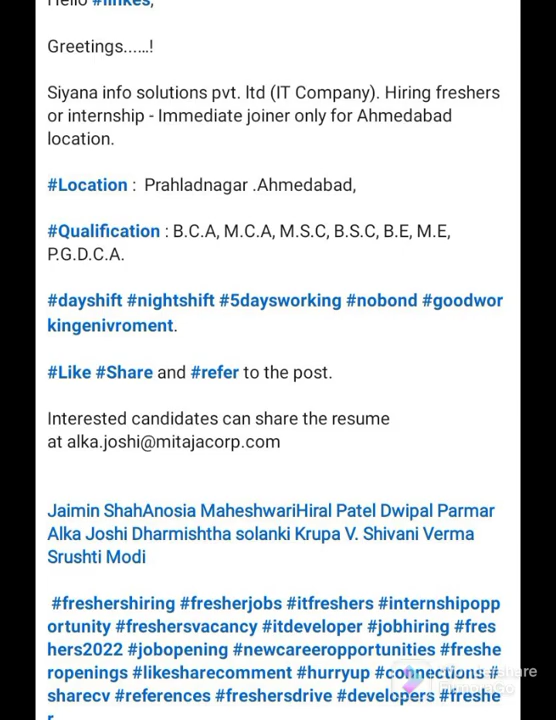 Hello #linkes,
Greetings......!
Siyana info solutions pvt. ltd (IT Company). Hiring freshers
or internship - Immediate joiner only for Ahmedabad
location.
#Location : Prahladnagar .Ahmedabad,
#Qualification : B.C.A, M.C.A, M.S.C, B.S.C, B.E, M.E,
P.G.D.C.A.
#dayshift #nightshift #5daysworking #nobond #goodwor
kingenivroment.
#Like #Share and #refer to the post.
Interested candidates can share the resume
at alka.joshi@mitajacorp.com
Jaimin ShahAnosia MaheshwariHiral Patel Dwipal Parmar
Alka Joshi Dharmishtha solanki Krupa V. Shivani Verma
Srushti Modi
#freshershiring #fresherjobs #itfreshers #internshipopp
ortunity #freshersvacancy #itdeveloper #jobhiring #fres
hers2022 #jobopening #newcareeropportunities #freshe
ropenings #likesharecomment #hurryup #connections #
sharecv #references #freshersdrive #developers #freshe
r